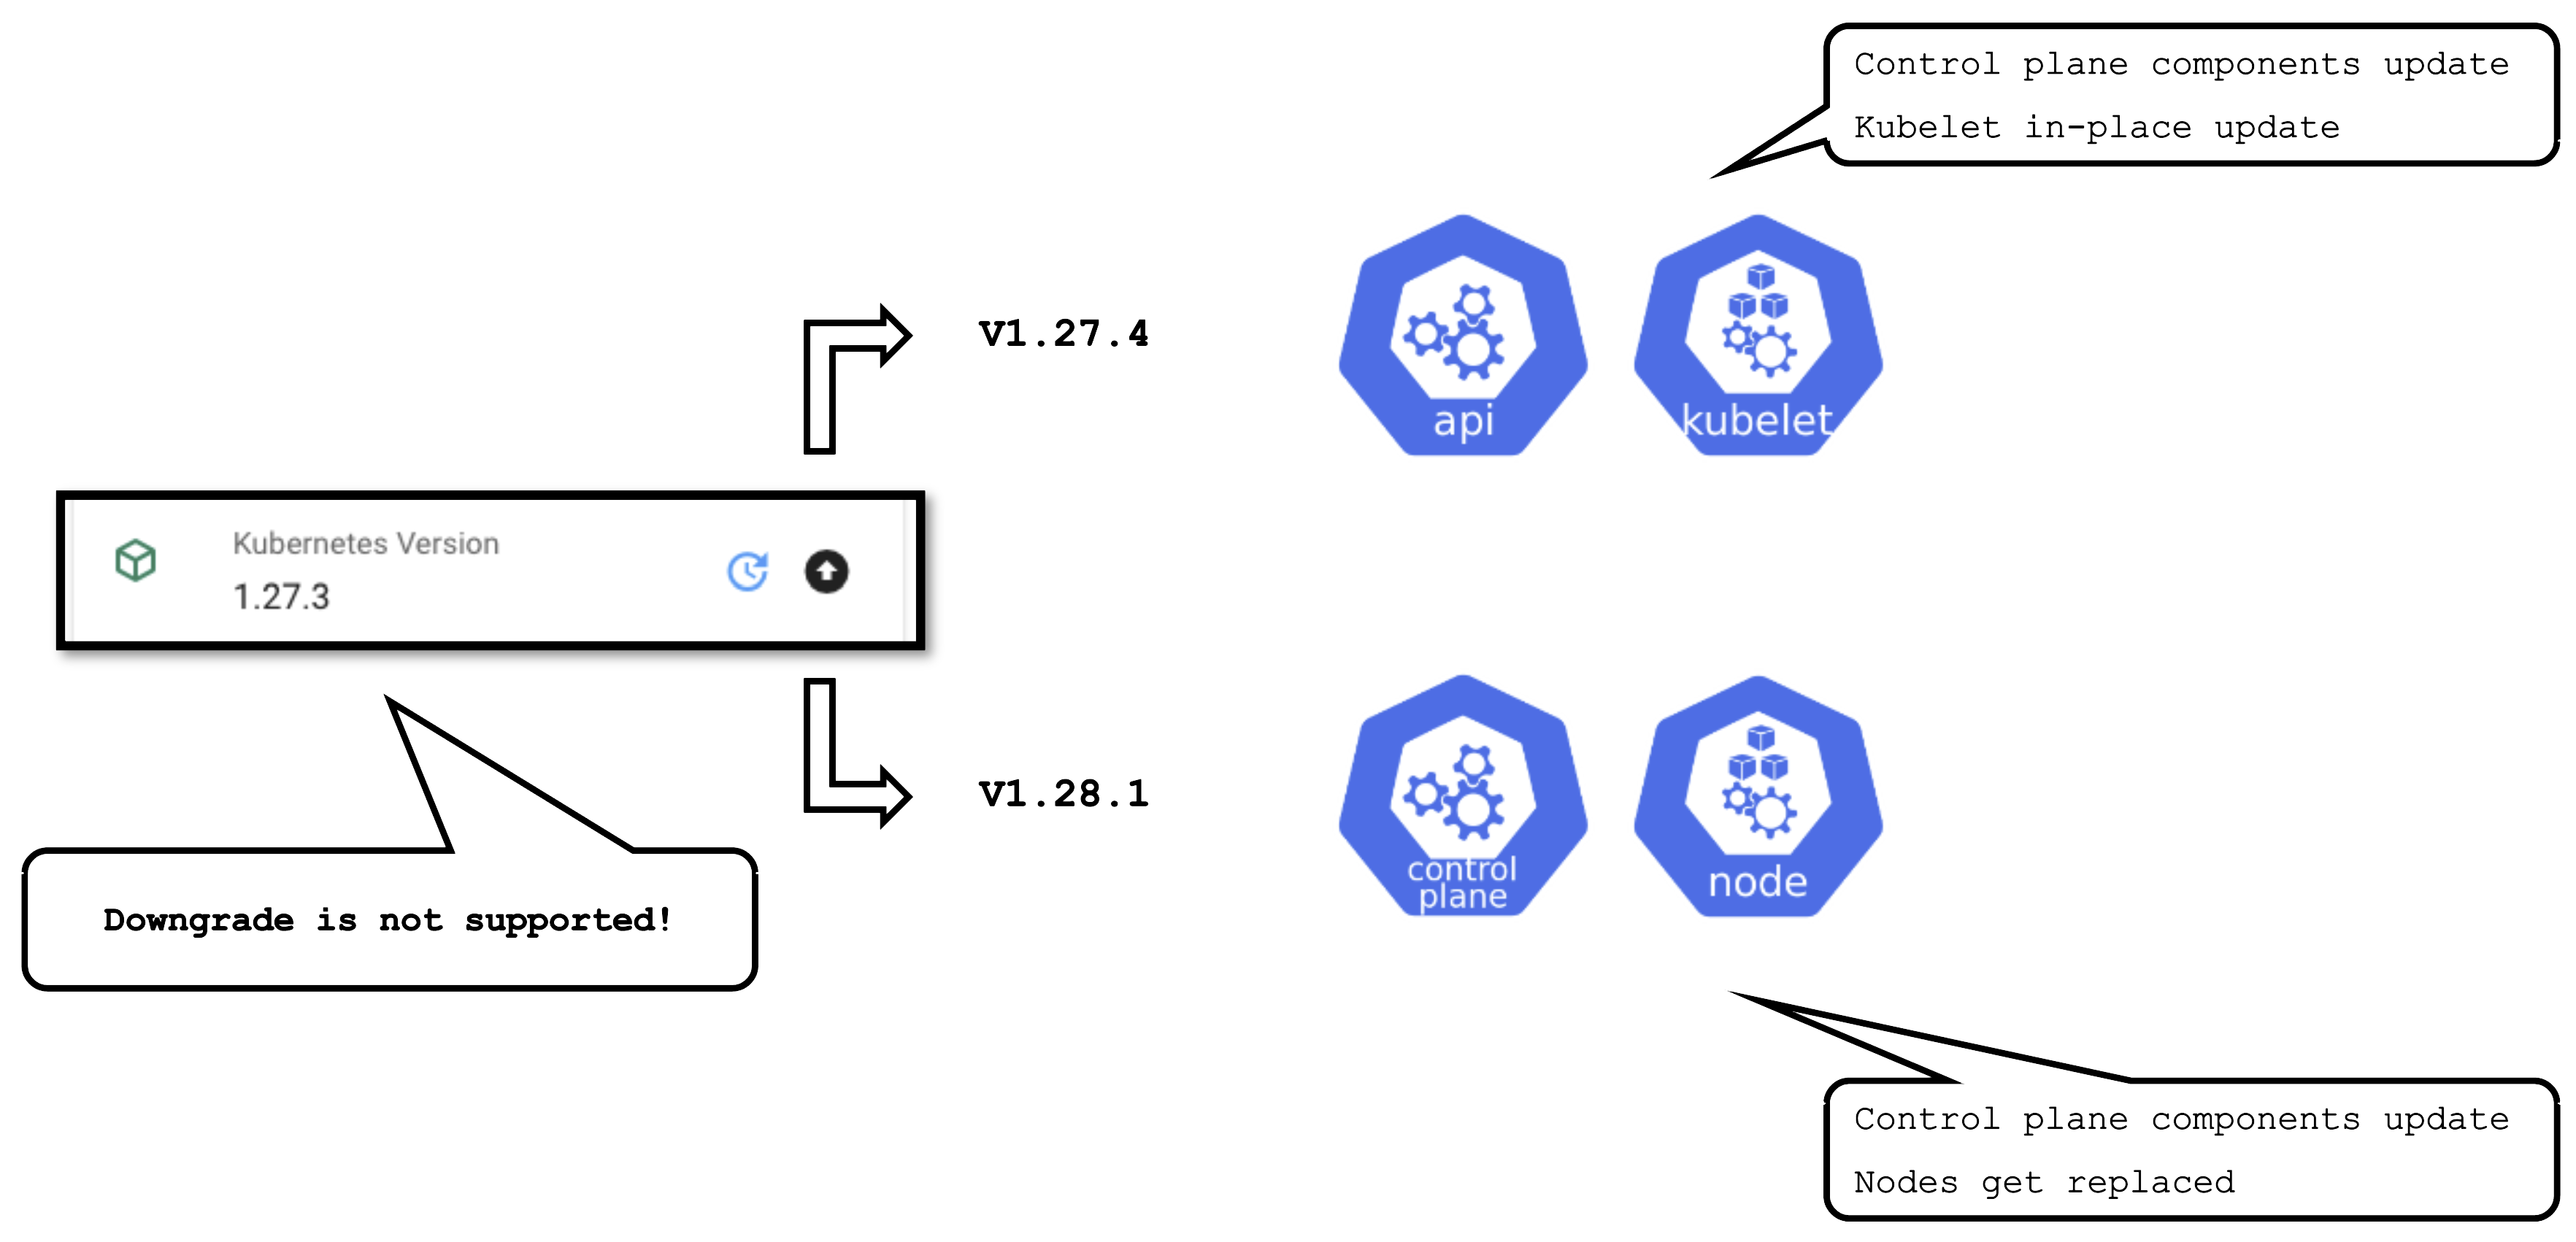 Control plane components update
Kubelet in-place update
api
kubelet
V1.27.4
Kubernetes Version
1.27.3
V1.28.1
control
plane
node
Downgrade is not supported!
Control plane components update
Nodes get replaced